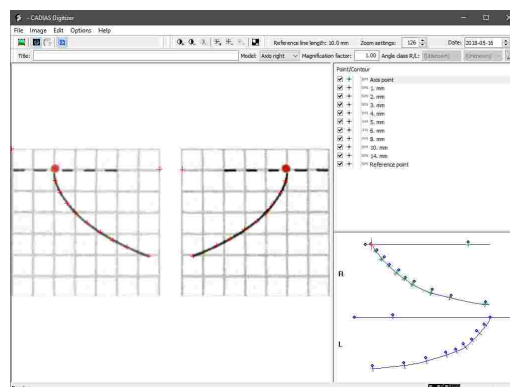 - CADIAS Digitizer
File Image Edit Options Help
Reference line length: 10.0 mm Zoom settings: 126 Date: 2018-05-16
Title: Model: Axis right Magnification factor: 1.00 Angle class R/L: (Unknown) (Unknown)
Point/Contour
Axis point
1. mm
2. mm
3. mm
4. mm
5. mm
6. mm
8. mm
10. mm
14. mm
Reference point
R
L